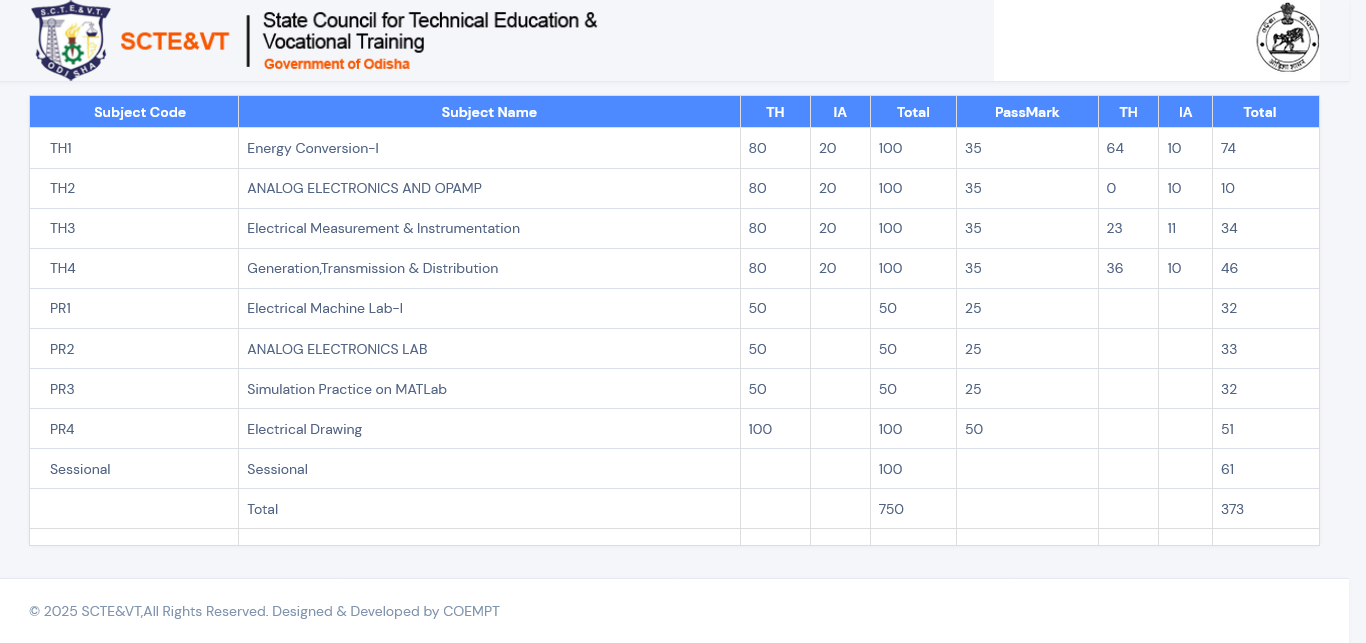 S.C.T.E.&V.T.
ODISHA
SCTE&VT
State Council for Technical Education &
Vocational Training
Government of Odisha
Subject Code Subject Name TH IA Total PassMark TH IA Total
TH1 Energy Conversion-I 80 20 100 35 64 10 74
TH2 ANALOG ELECTRONICS AND OPAMP 80 20 100 35 0 10 10
TH3 Electrical Measurement & Instrumentation 80 20 100 35 23 11 34
TH4 Generation,Transmission & Distribution 80 20 100 35 36 10 46
PR1 Electrical Machine Lab-I 50 50 25 32
PR2 ANALOG ELECTRONICS LAB 50 50 25 33
PR3 Simulation Practice on MATLab 50 50 25 32
PR4 Electrical Drawing 100 100 50 51
Sessional Sessional 100 61
Total 750 373
© 2025 SCTE&VT,All Rights Reserved. Designed & Developed by COEMPT